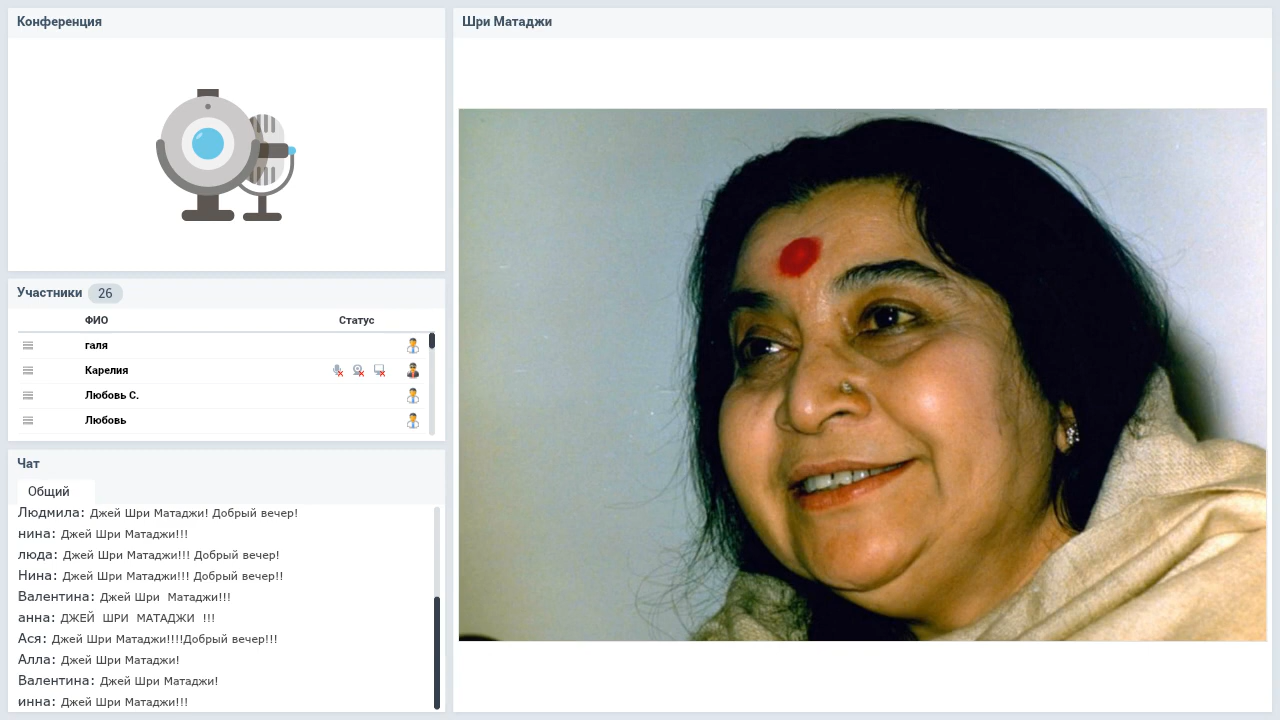 Конференция
Шри Матаджи
Участники 26
ФИО Статус
галя
Карелия
Любовь С.
Любовь
Чат
Общий
Людмила: Джей Шри Матаджи! Добрый вечер!
нина: Джей Шри Матаджи!!!
люда: Джей Шри Матаджи!!! Добрый вечер!
Нина: Джей Шри Матаджи!!! Добрый вечер!!
Валентина: Джей Шри  Матаджи!!!
анна: ДЖЕЙ  ШРИ  МАТАДЖИ  !!!
Ася: Джей Шри Матаджи!!!!Добрый вечер!!!
Алла: Джей Шри Матаджи!
Валентина: Джей Шри Матаджи!
инна: Джей Шри Матаджи!!!